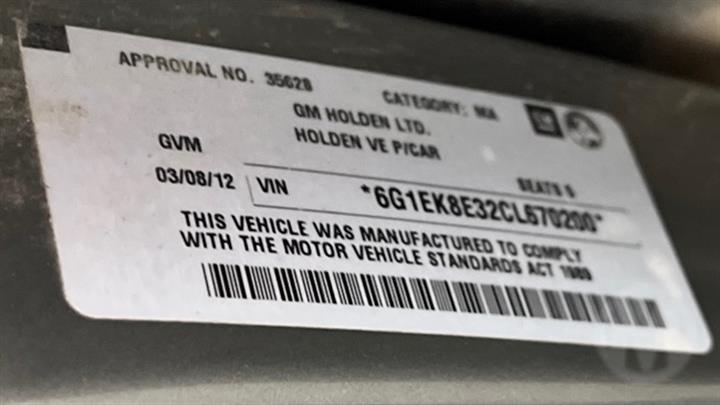 APPROVAL NO. 35628
CATEGORY: MA
GM HOLDEN LTD.
HOLDEN VE P/CAR
GVM
SEATS 5
03/08/12 VIN *6G1EK8E32CL670200*
THIS VEHICLE WAS MANUFACTURED TO COMPLY
WITH THE MOTOR VEHICLE STANDARDS ACT 1989